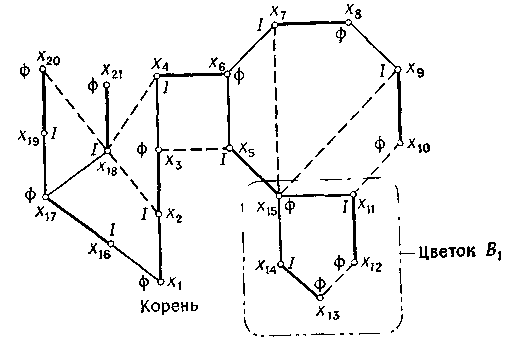 I x₇ x₈ ф
x₂₀ ф x₂₁ ф x₄ I x₆ ф I x₉
x₁₉ I I x₁₈ ф x₃ I x₅ ф x₁₀
ф x₁₇ I x₂ x₁₅ ф I x₁₁
I x₁₆ x₁₄ I ф x₁₂ Цветок B₁
ф x₁ ф x₁₃
Корень